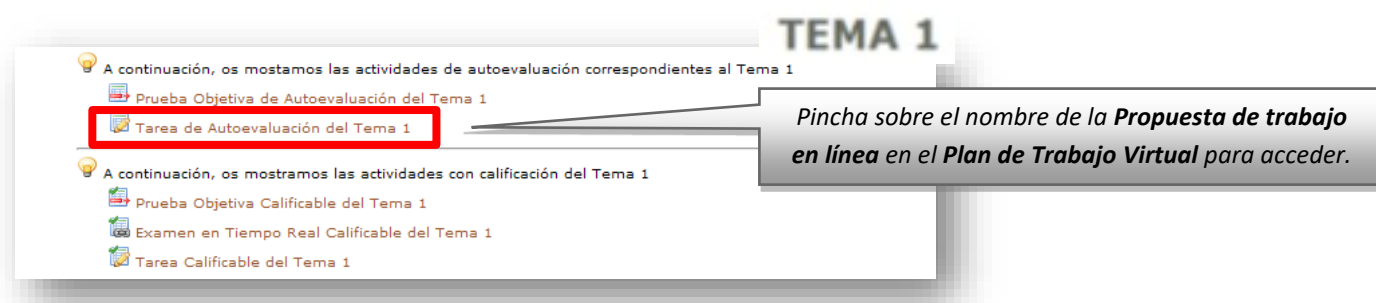 TEMA 1
A continuación, os mostamos las actividades de autoevaluación correspondientes al Tema 1
Prueba Objetiva de Autoevaluación del Tema 1
Tarea de Autoevaluación del Tema 1
Pincha sobre el nombre de la Propuesta de trabajo
en línea en el Plan de Trabajo Virtual para acceder.
A continuación, os mostramos las actividades con calificación del Tema 1
Prueba Objetiva Calificable del Tema 1
Examen en Tiempo Real Calificable del Tema 1
Tarea Calificable del Tema 1